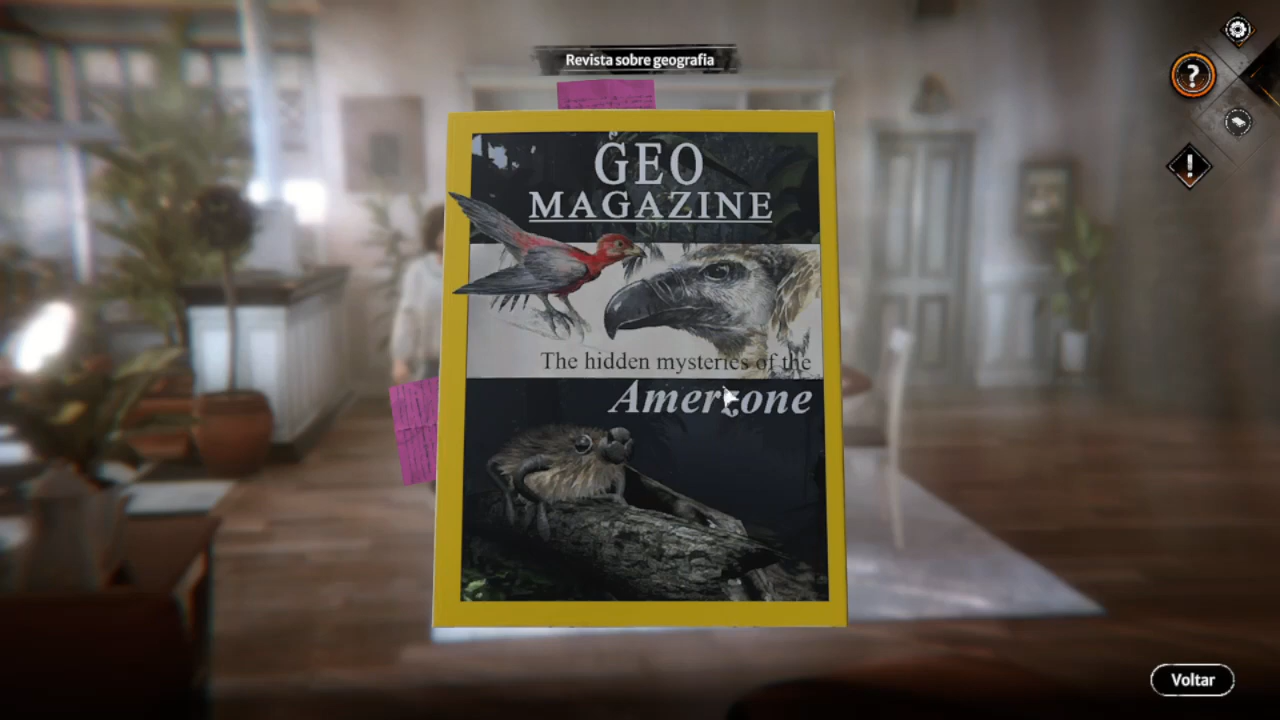 Revista sobre geografia
GEO
MAGAZINE
The hidden mysteries of the
Amerzone
?
!
Voltar